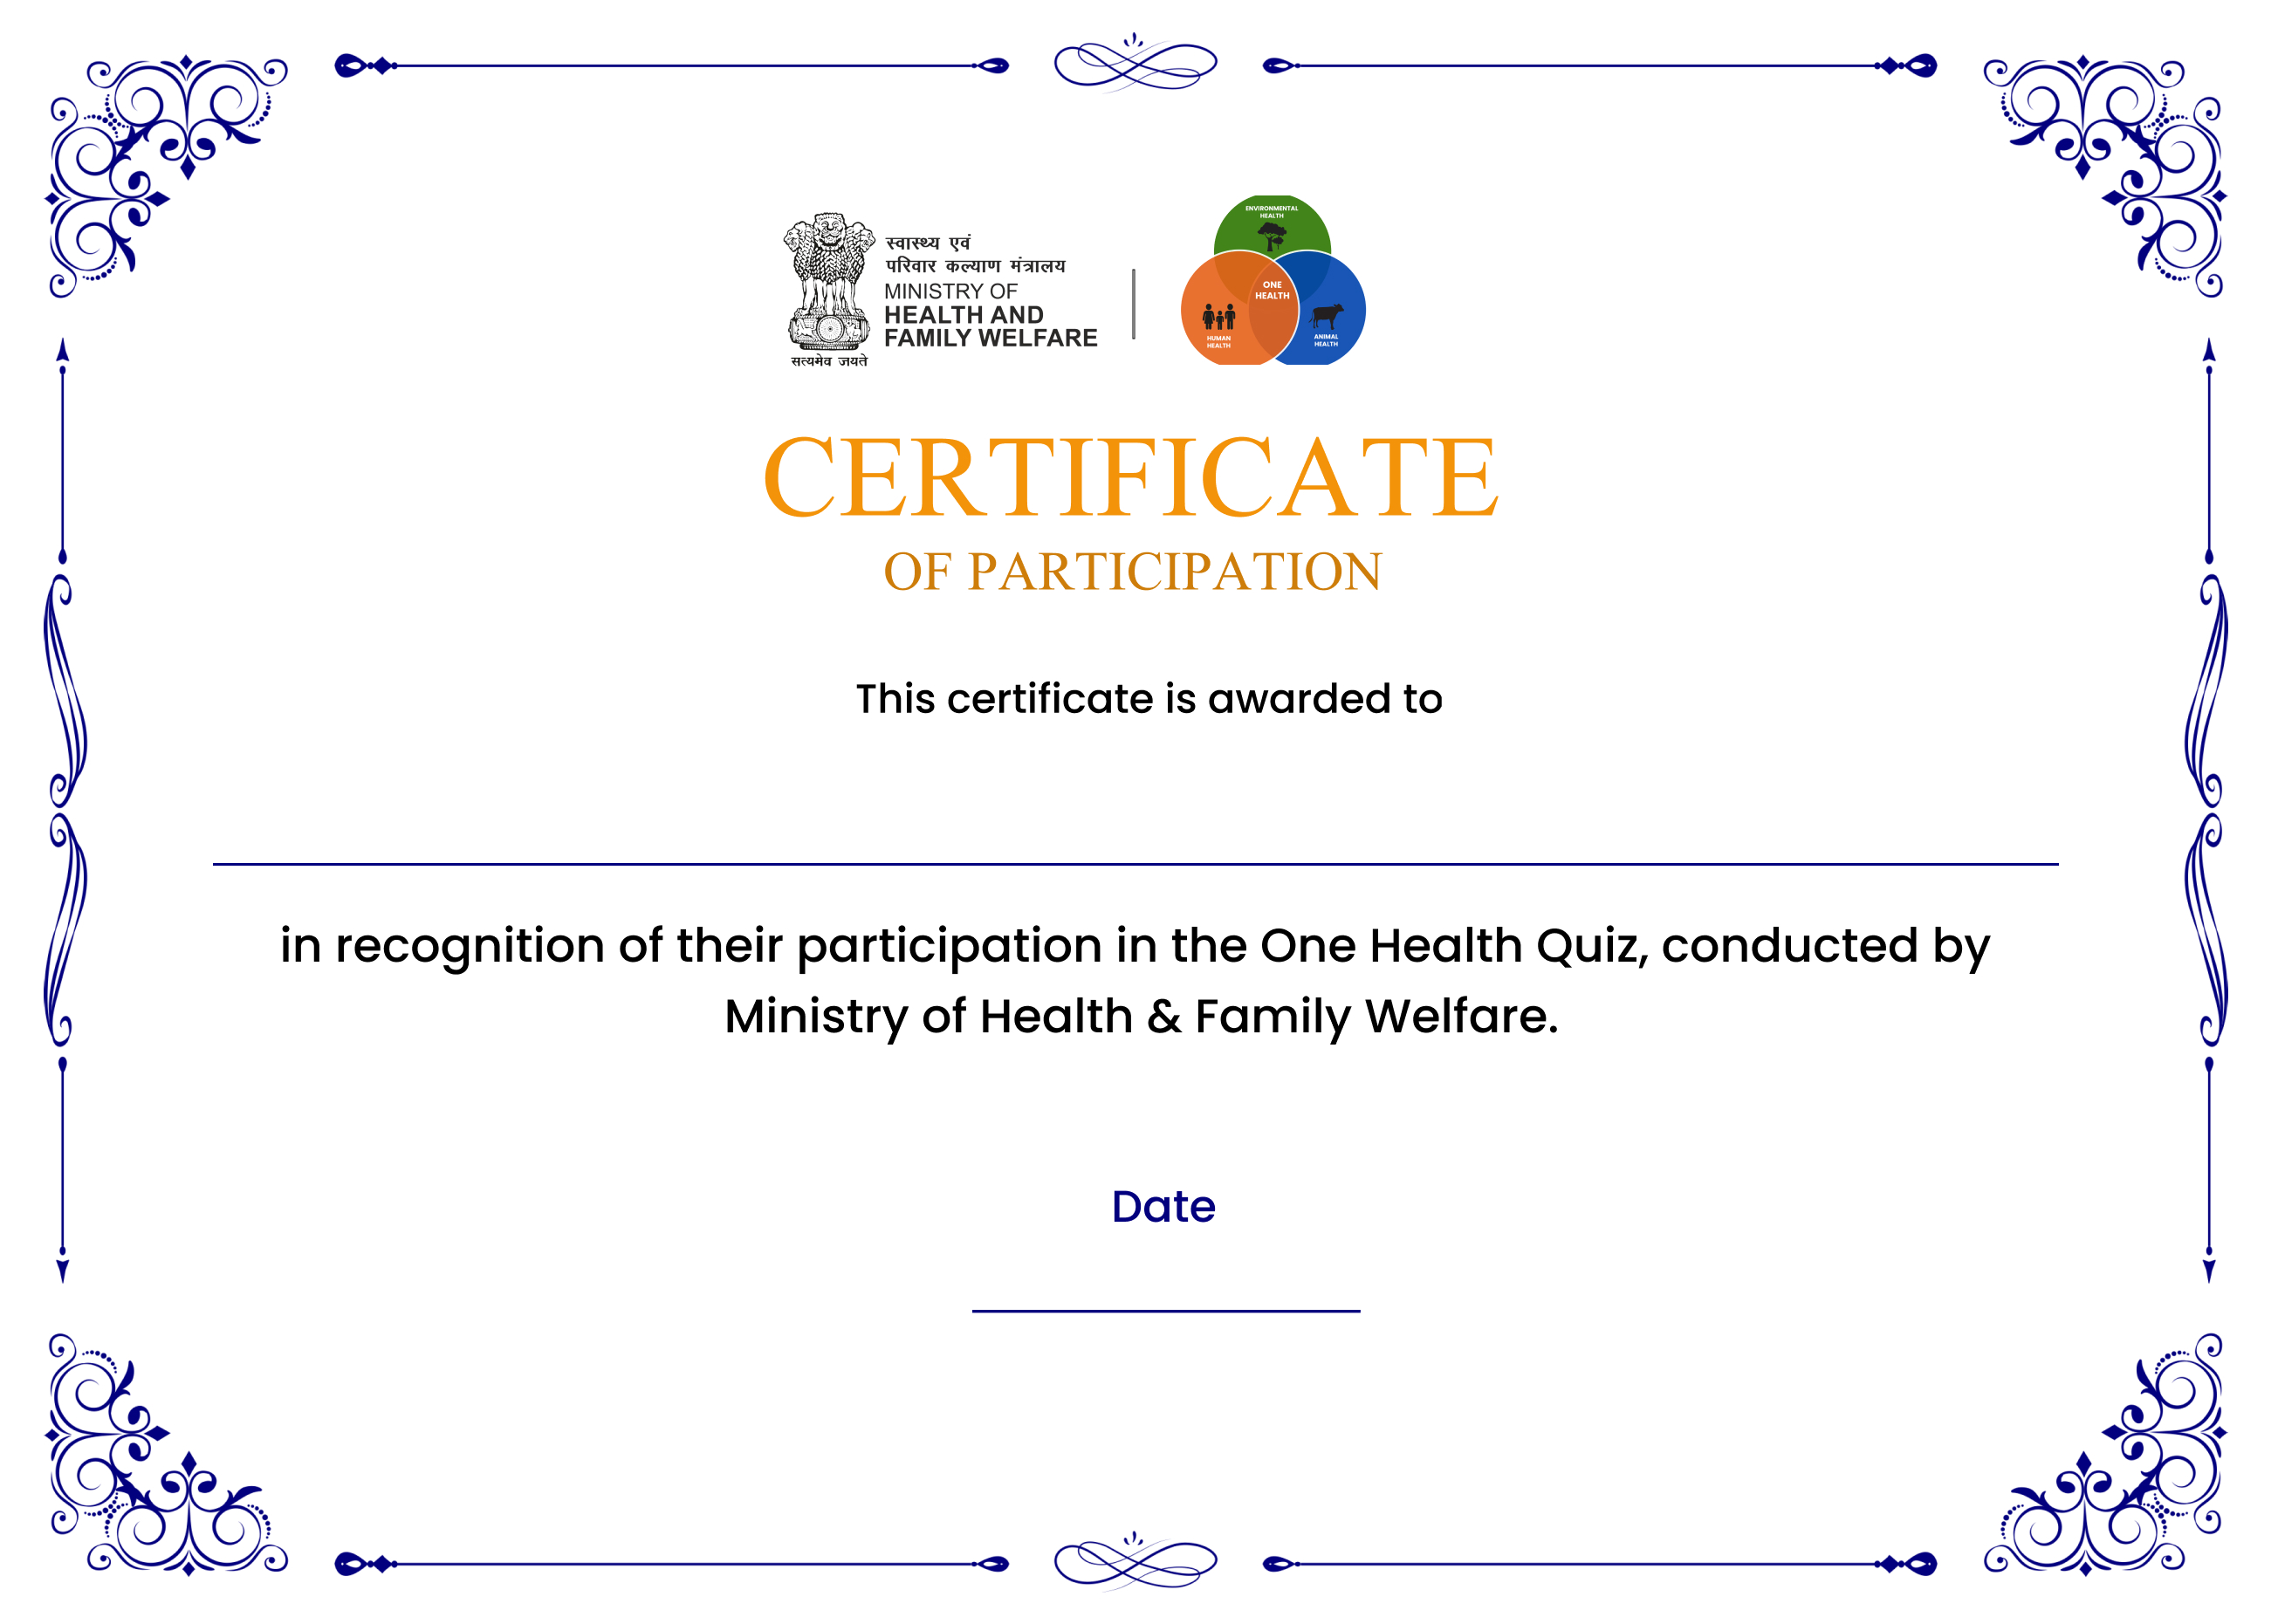 स्वास्थ्य एवं
परिवार कल्याण मंत्रालय
MINISTRY OF
HEALTH AND
FAMILY WELFARE
सत्यमेव जयते
ENVIRONMENTAL
HEALTH
ONE
HEALTH
HUMAN
HEALTH
ANIMAL
HEALTH
CERTIFICATE
OF PARTICIPATION
This certificate is awarded to
in recognition of their participation in the One Health Quiz, conducted by
Ministry of Health & Family Welfare.
Date